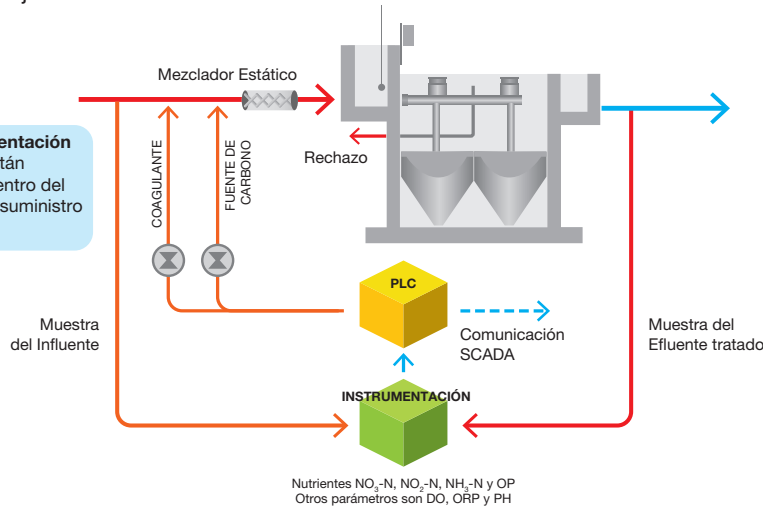 Mezclador Estático
entación
tán
entro del
suministro
COAGULANTE
FUENTE DE
CARBONO
Rechazo
PLC
Muestra
del Influente
Comunicación
SCADA
Muestra del
Efluente tratado
INSTRUMENTACIÓN
Nutrientes NO₃-N, NO₂-N, NH₃-N y OP
Otros parámetros son DO, ORP y PH